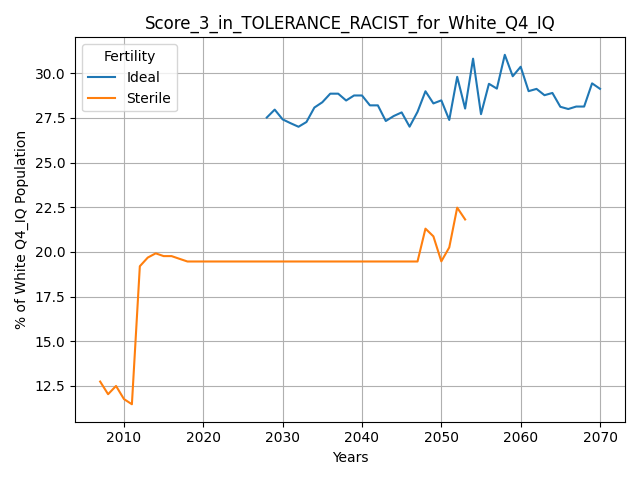 Score_3_in_TOLERANCE_RACIST_for_White_Q4_IQ
Fertility
Ideal
Sterile
% of White Q4_IQ Population
30.0
27.5
25.0
22.5
20.0
17.5
15.0
12.5
2010 2020 2030 2040 2050 2060 2070
Years